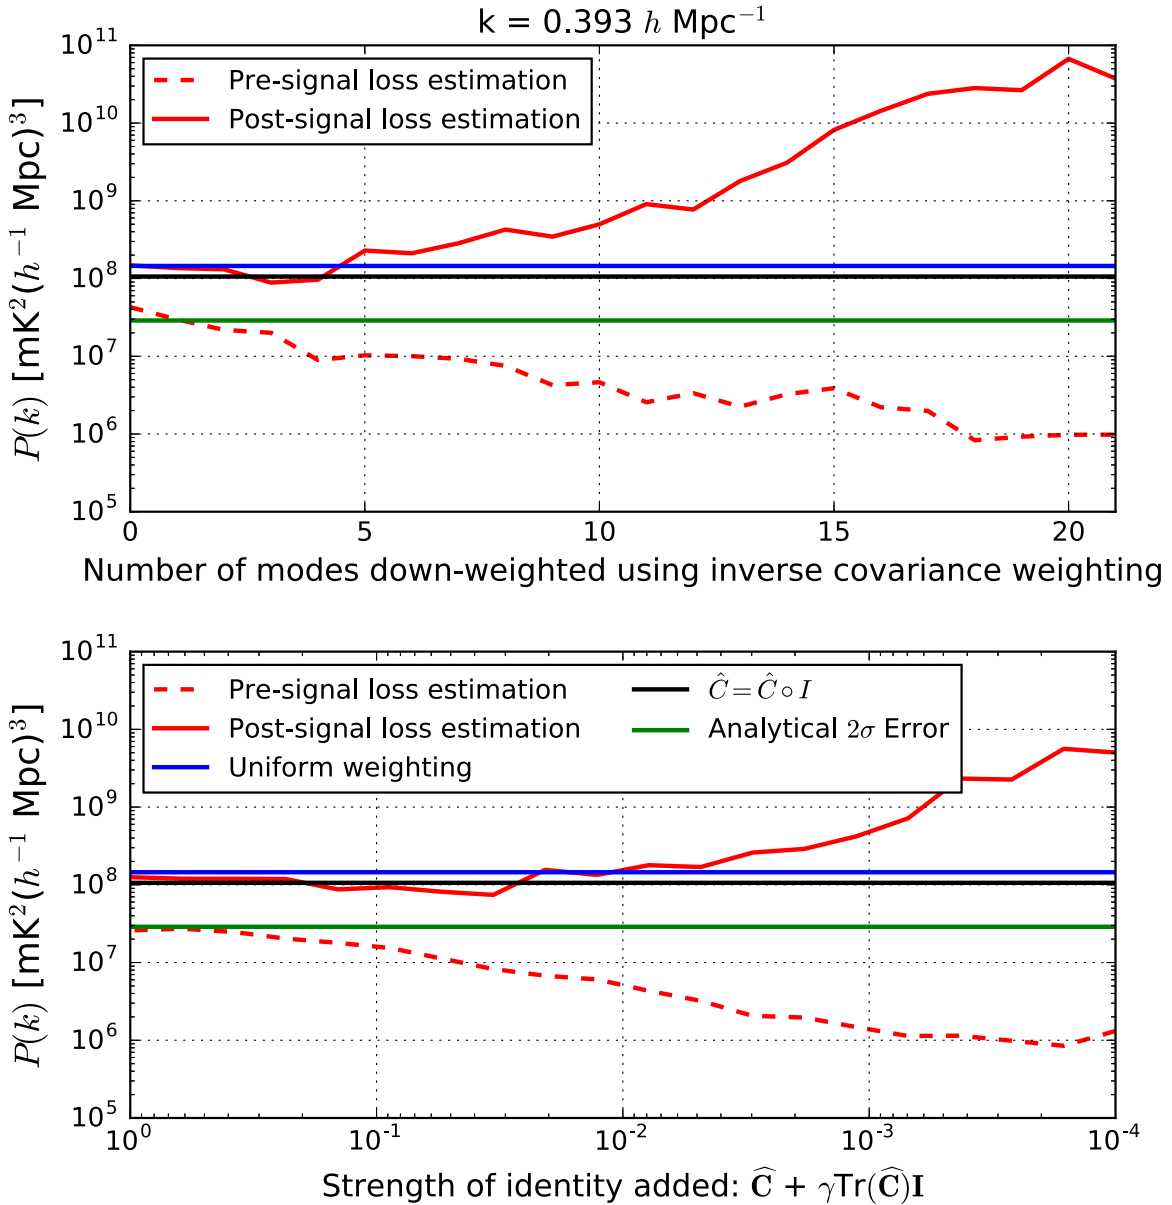 k = 0.393 h Mpc⁻¹
P(k) [mK²(h⁻¹ Mpc)³]
10¹¹
10¹⁰
10⁹
10⁸
10⁷
10⁶
10⁵
Pre-signal loss estimation
Post-signal loss estimation
0 5 10 15 20
Number of modes down-weighted using inverse covariance weighting
P(k) [mK²(h⁻¹ Mpc)³]
10¹¹
10¹⁰
10⁹
10⁸
10⁷
10⁶
10⁵
Pre-signal loss estimation
Post-signal loss estimation
Uniform weighting
Ĉ = Ĉ ∘ I
Analytical 2σ Error
10⁰ 10⁻¹ 10⁻² 10⁻³ 10⁻⁴
Strength of identity added: Ĉ + γTr(Ĉ)I